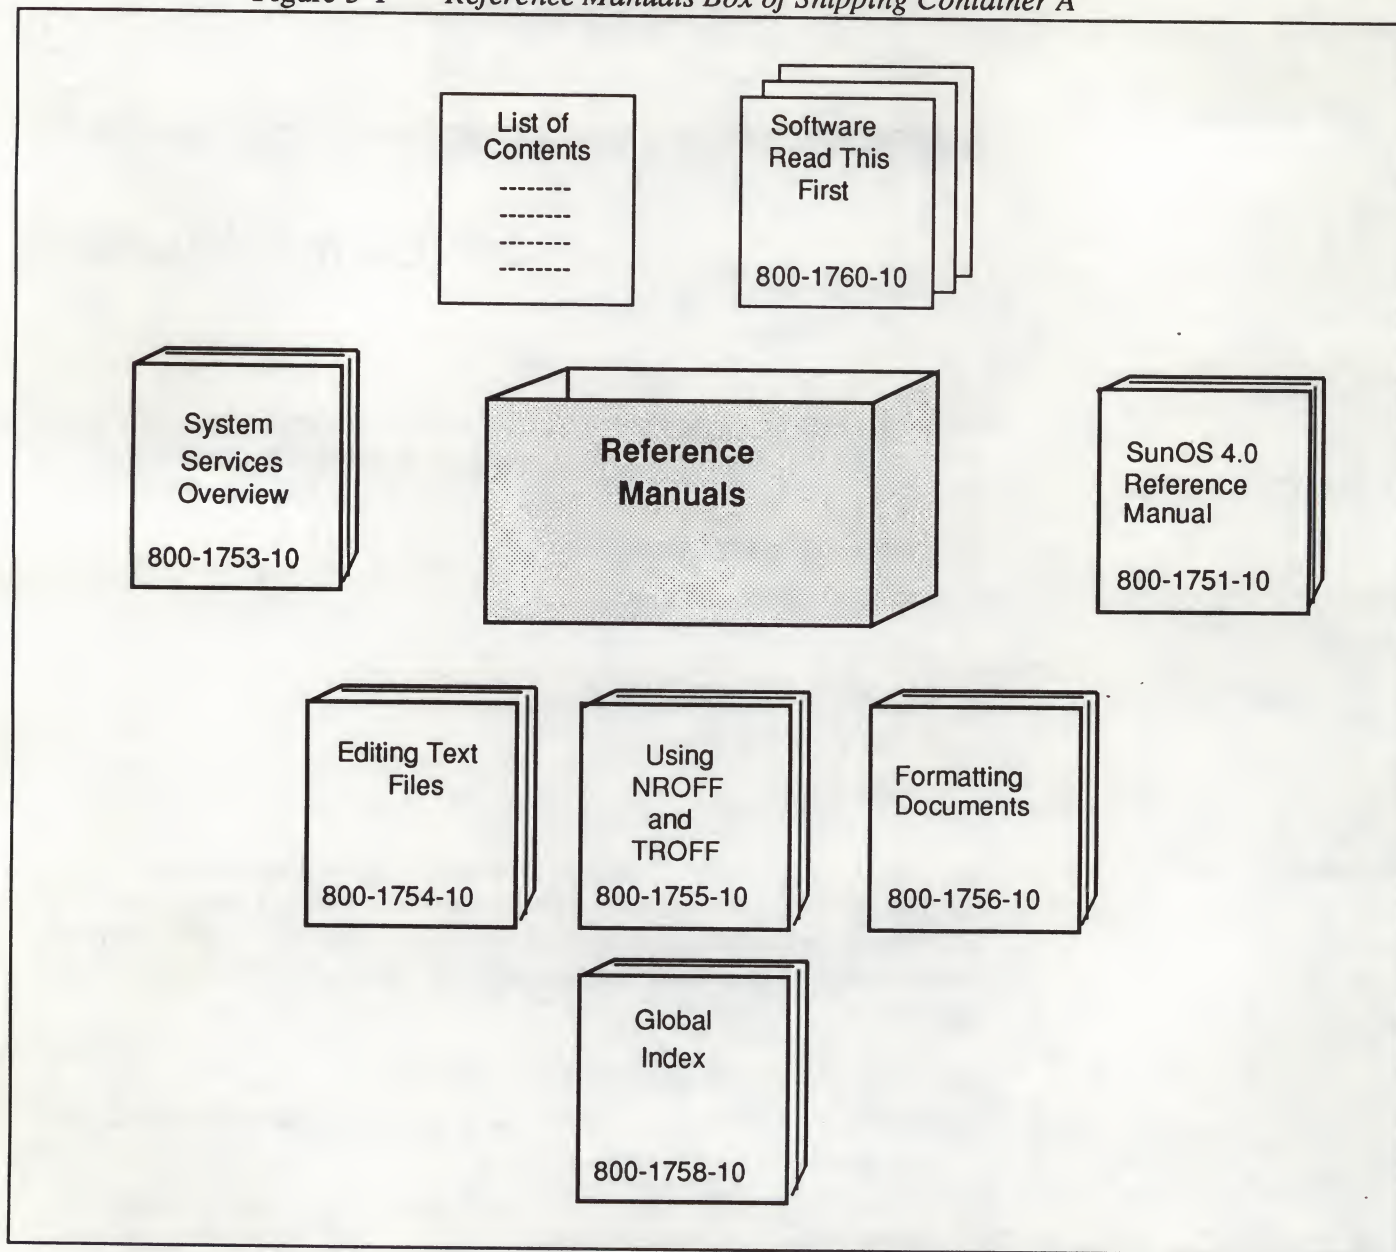 Reference Manuals Box of Shipping Container A
List of
Contents
--------
--------
--------
--------
Software
Read This
First
800-1760-10
System
Services
Overview
800-1753-10
Reference
Manuals
SunOS 4.0
Reference
Manual
800-1751-10
Editing Text
Files
800-1754-10
Using
NROFF
and
TROFF
800-1755-10
Formatting
Documents
800-1756-10
Global
Index
800-1758-10